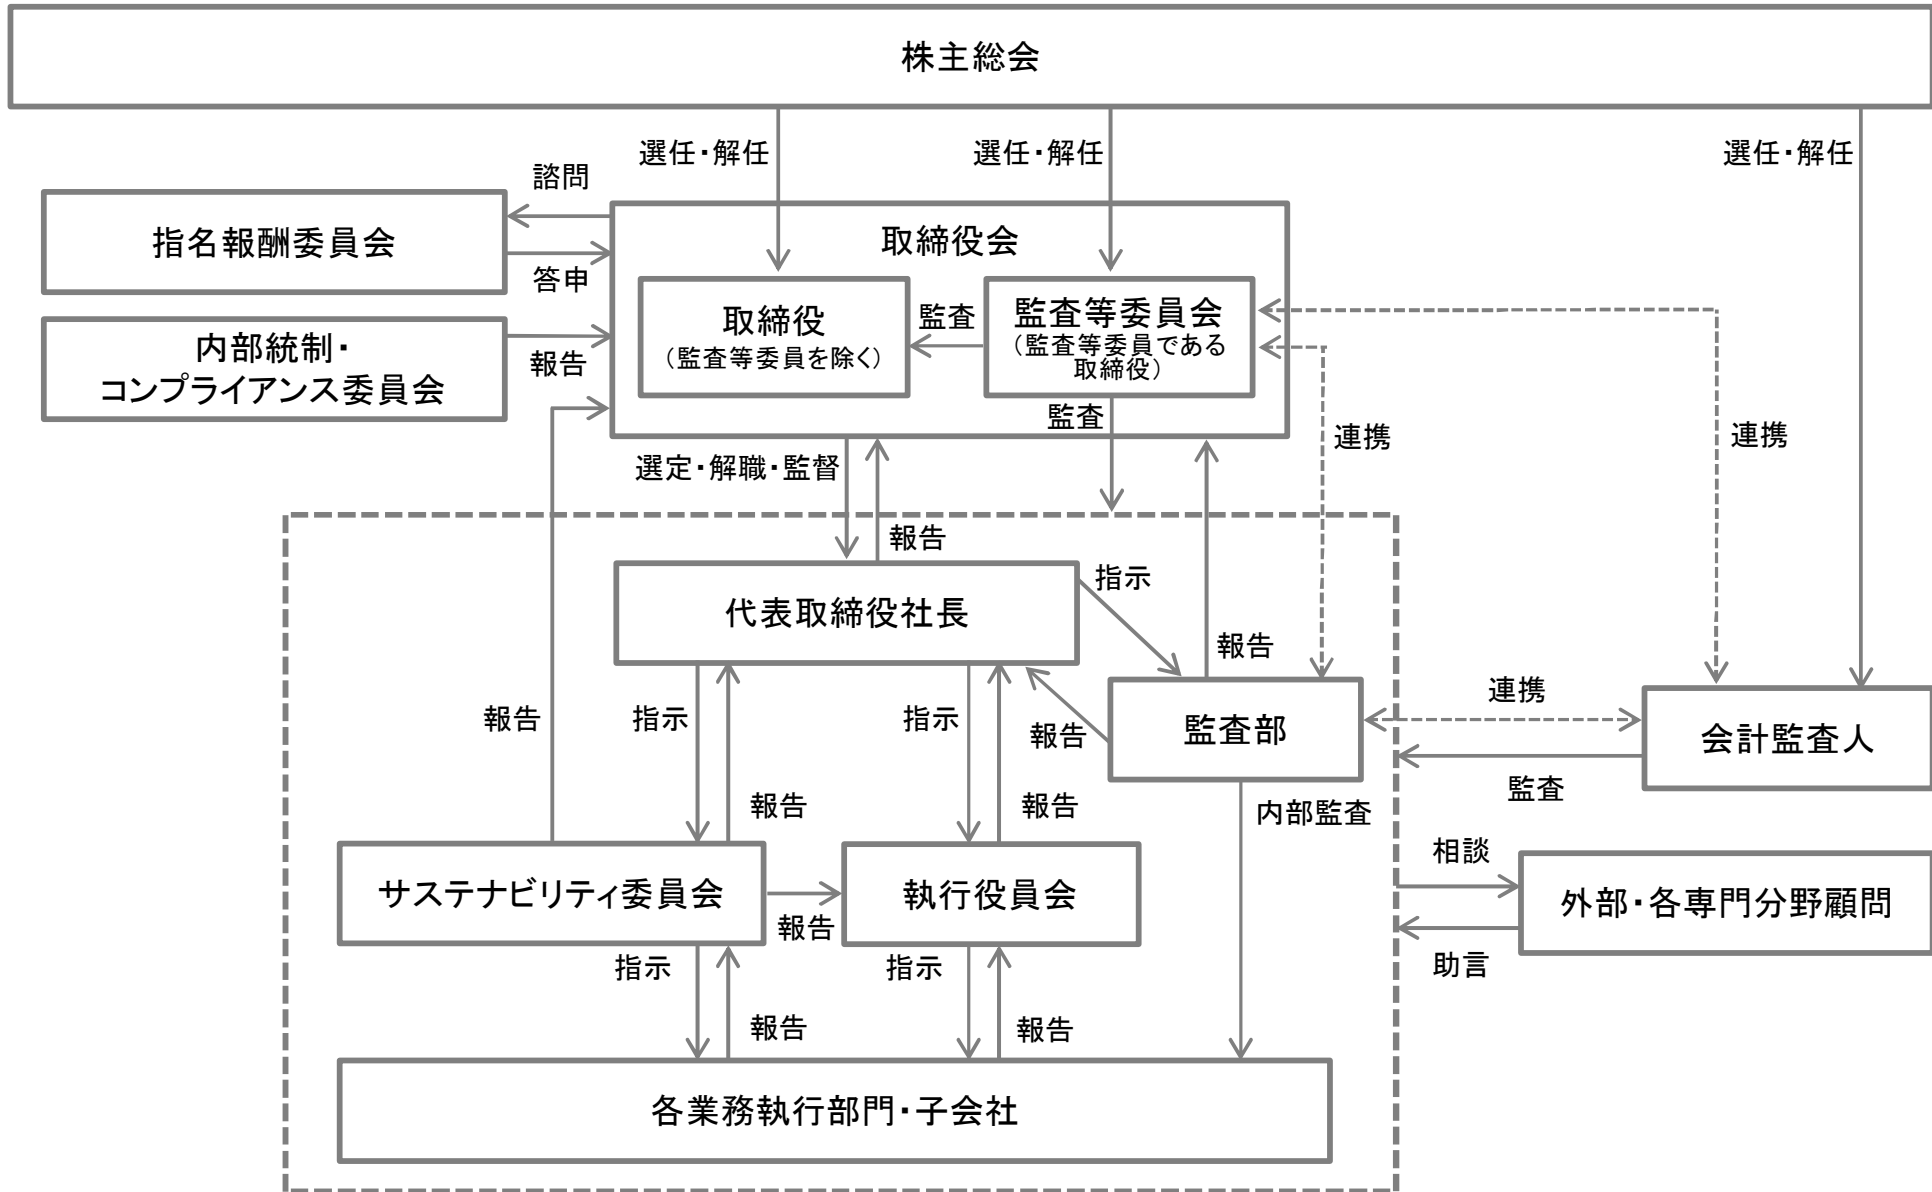 株主総会
選任・解任
選任・解任
選任・解任
諮問
指名報酬委員会
答申
取締役会
取締役
（監査等委員を除く）
監査
監査等委員会
（監査等委員である
取締役）
内部統制・
コンプライアンス委員会
報告
監査
連携
連携
選定・解職・監督
報告
代表取締役社長
指示
報告
報告
指示
指示
報告
監査部
連携
会計監査人
監査
報告
報告
内部監査
サステナビリティ委員会
報告
執行役員会
相談
外部・各専門分野顧問
助言
指示
指示
報告
報告
各業務執行部門・子会社